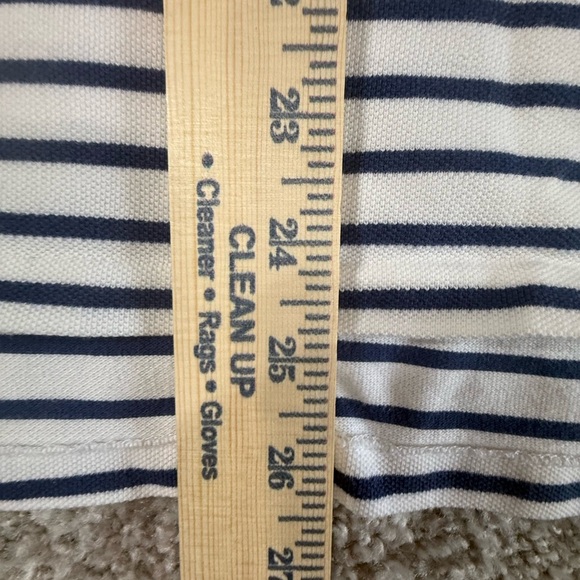 23
24
25
26
CLEAN UP
• Cleaner • Rags • Gloves